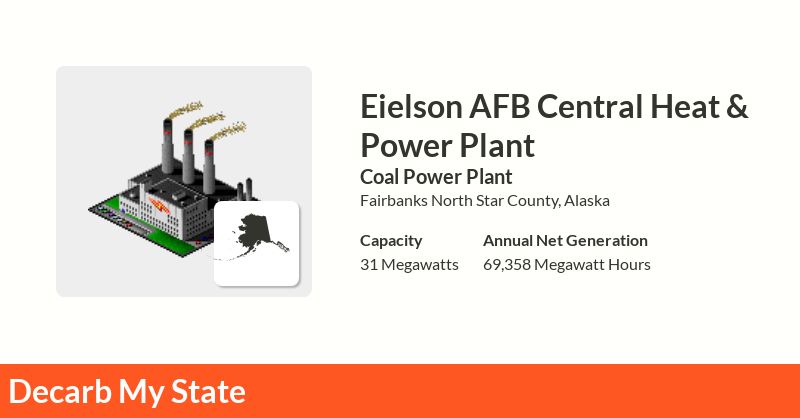 Eielson AFB Central Heat &
Power Plant
Coal Power Plant
Fairbanks North Star County, Alaska
Capacity
Annual Net Generation
31 Megawatts
69,358 Megawatt Hours
Decarb My State